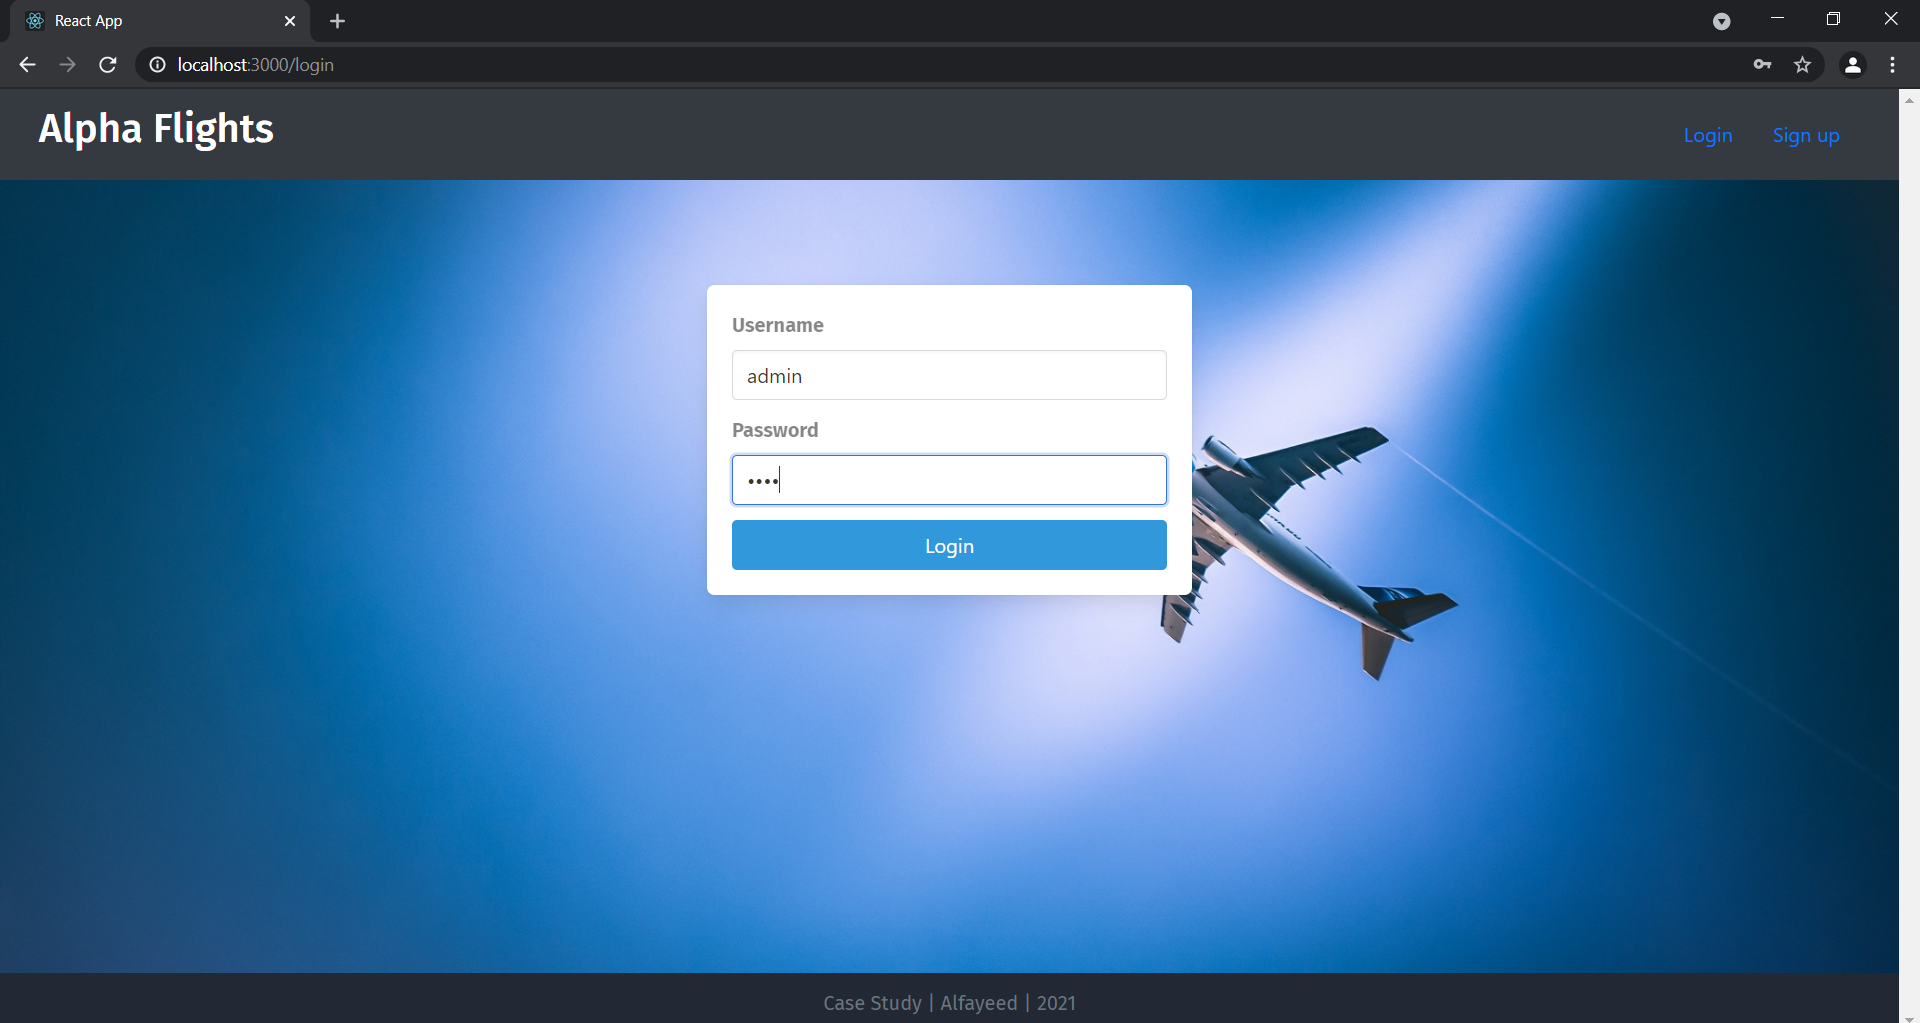 React App
localhost:3000/login
Alpha Flights
Login
Sign up
Username
admin
Password
••••
Login
Case Study | Alfayeed | 2021